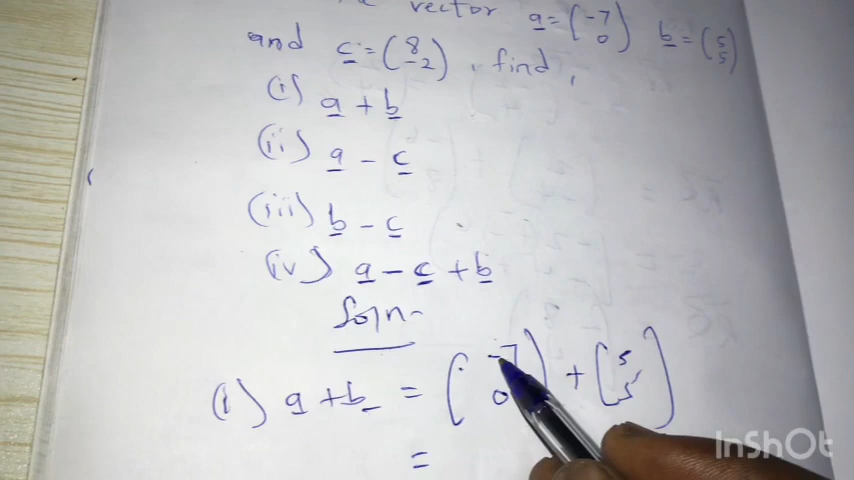 vector a = (-7 0) b = (5 5)
and c = (8 -2), find,
(i) a + b
(ii) a - c
(iii) b - c
(iv) a - c + b
Soln-
(i) a + b = (-7 0) + (5 5)
=
InShOt